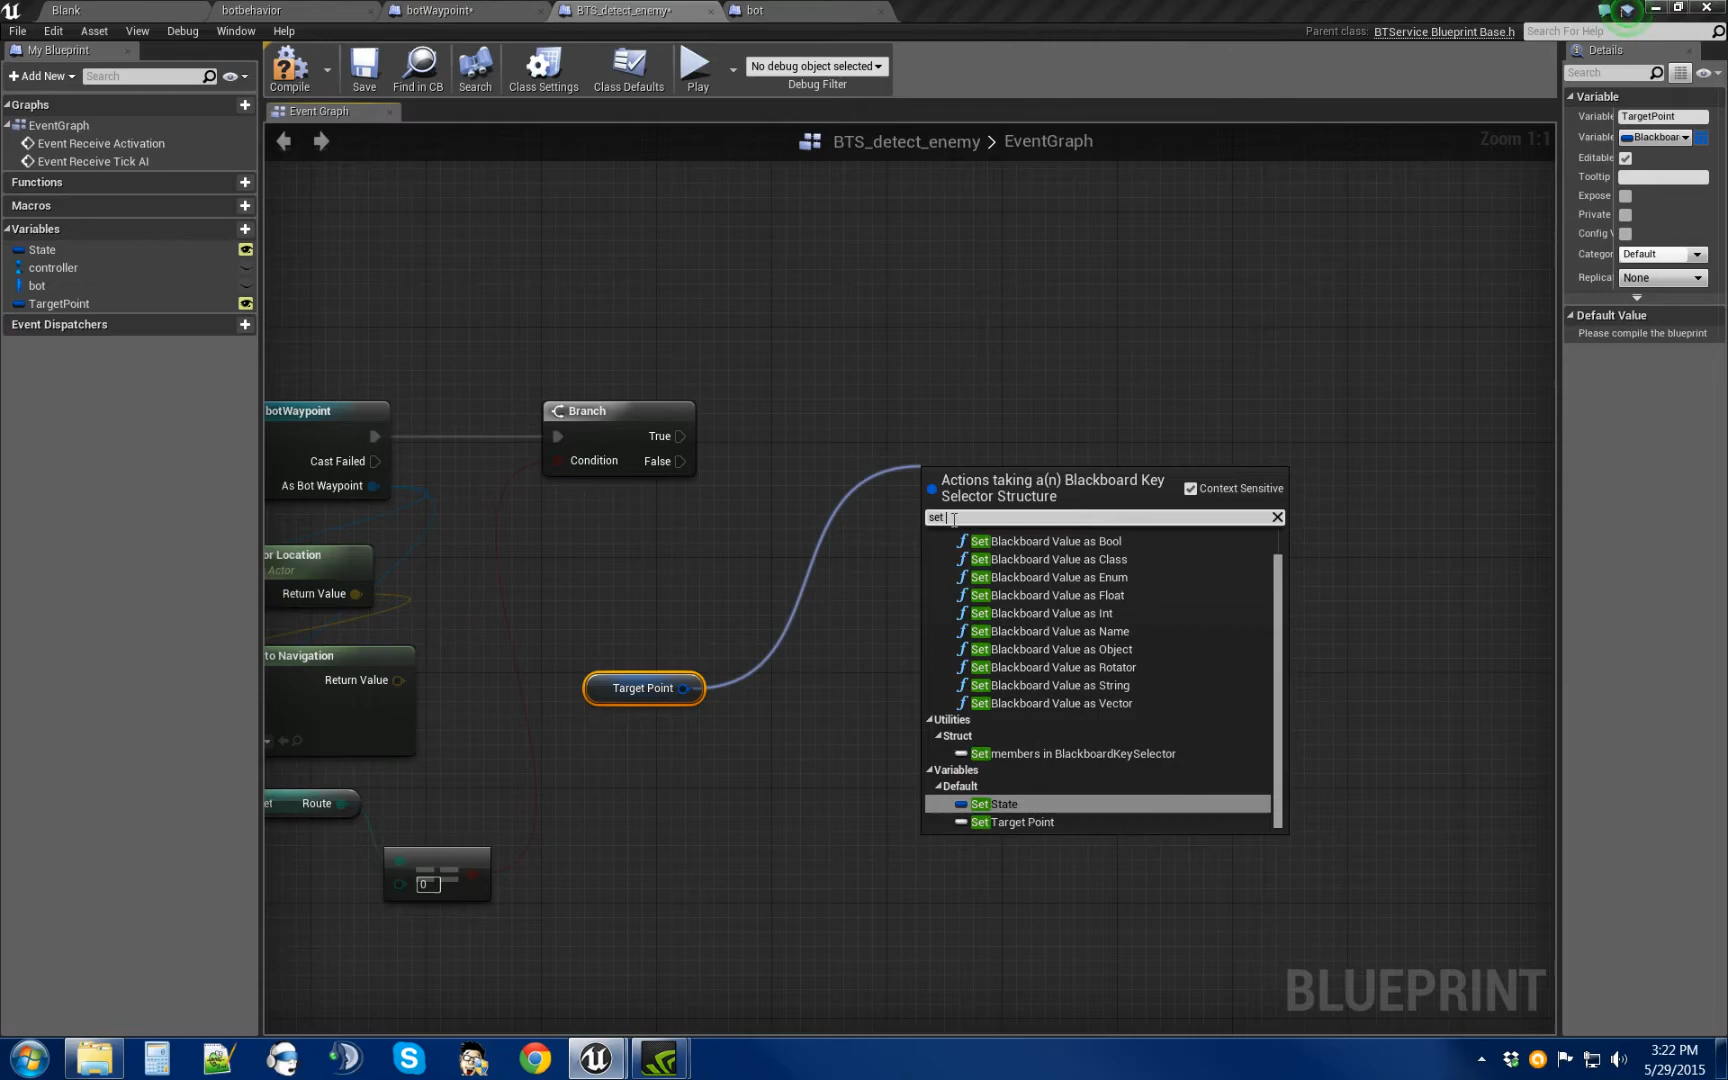 Blank
botbehavior
botWaypoint*
BTS_detect_enemy*
bot
File Edit Asset View Debug Window Help
Parent class: BTService Blueprint Base.h
Search For Help
My Blueprint
Add New
Search
Compile
Save
Find in CB
Search
Class Settings
Class Defaults
Play
No debug object selected
Debug Filter
Graphs
EventGraph
Event Receive Activation
Event Receive Tick AI
Functions
Macros
Variables
State
controller
bot
TargetPoint
Event Dispatchers
Event Graph
BTS_detect_enemy > EventGraph
Zoom 1:1
botWaypoint
Cast Failed
As Bot Waypoint
or Location
Actor
Return Value
to Navigation
Return Value
et Route
0
Branch
True
Condition False
Target Point
Actions taking a(n) Blackboard Key
Selector Structure
Context Sensitive
set
Set Blackboard Value as Bool
Set Blackboard Value as Class
Set Blackboard Value as Enum
Set Blackboard Value as Float
Set Blackboard Value as Int
Set Blackboard Value as Name
Set Blackboard Value as Object
Set Blackboard Value as Rotator
Set Blackboard Value as String
Set Blackboard Value as Vector
Utilities
Struct
Set members in BlackboardKeySelector
Variables
Default
Set State
Set Target Point
BLUEPRINT
Details
Search
Variable
Variable TargetPoint
Variable Blackboar
Editable
Tooltip
Expose
Private
Config V
Categor Default
Replica None
Default Value
Please compile the blueprint
3:22 PM
5/29/2015